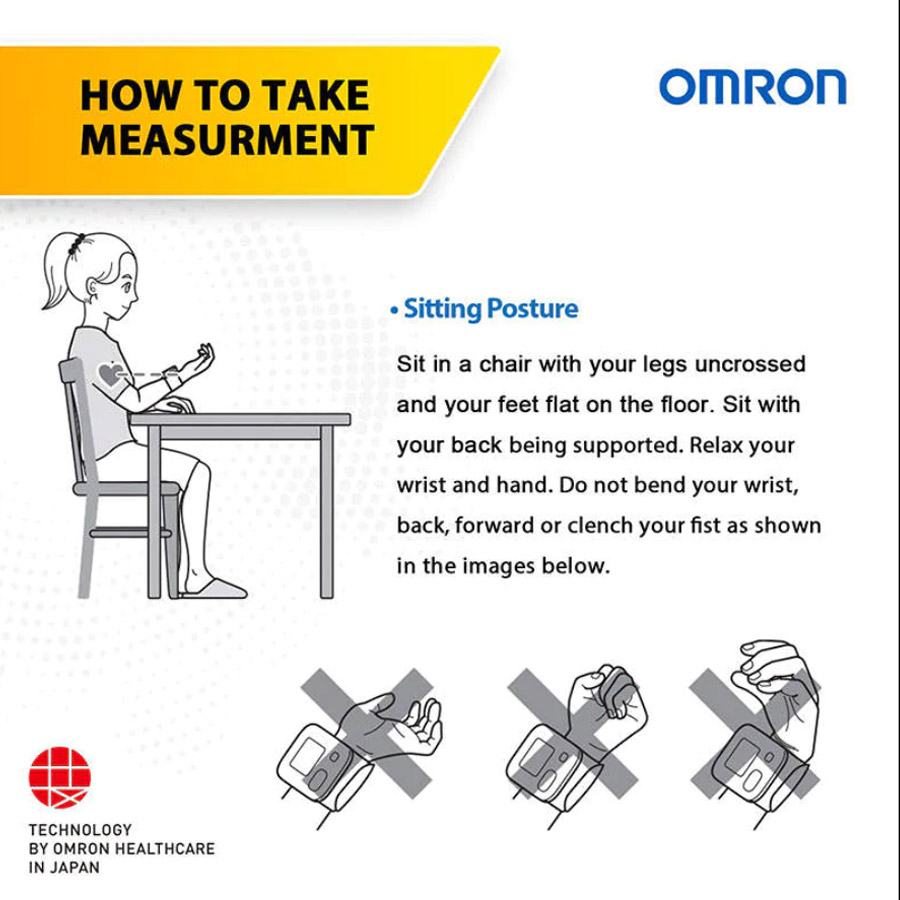 HOW TO TAKE
MEASURMENT
OMRON
• Sitting Posture
Sit in a chair with your legs uncrossed
and your feet flat on the floor. Sit with
your back being supported. Relax your
wrist and hand. Do not bend your wrist,
back, forward or clench your fist as shown
in the images below.
TECHNOLOGY
BY OMRON HEALTHCARE
IN JAPAN